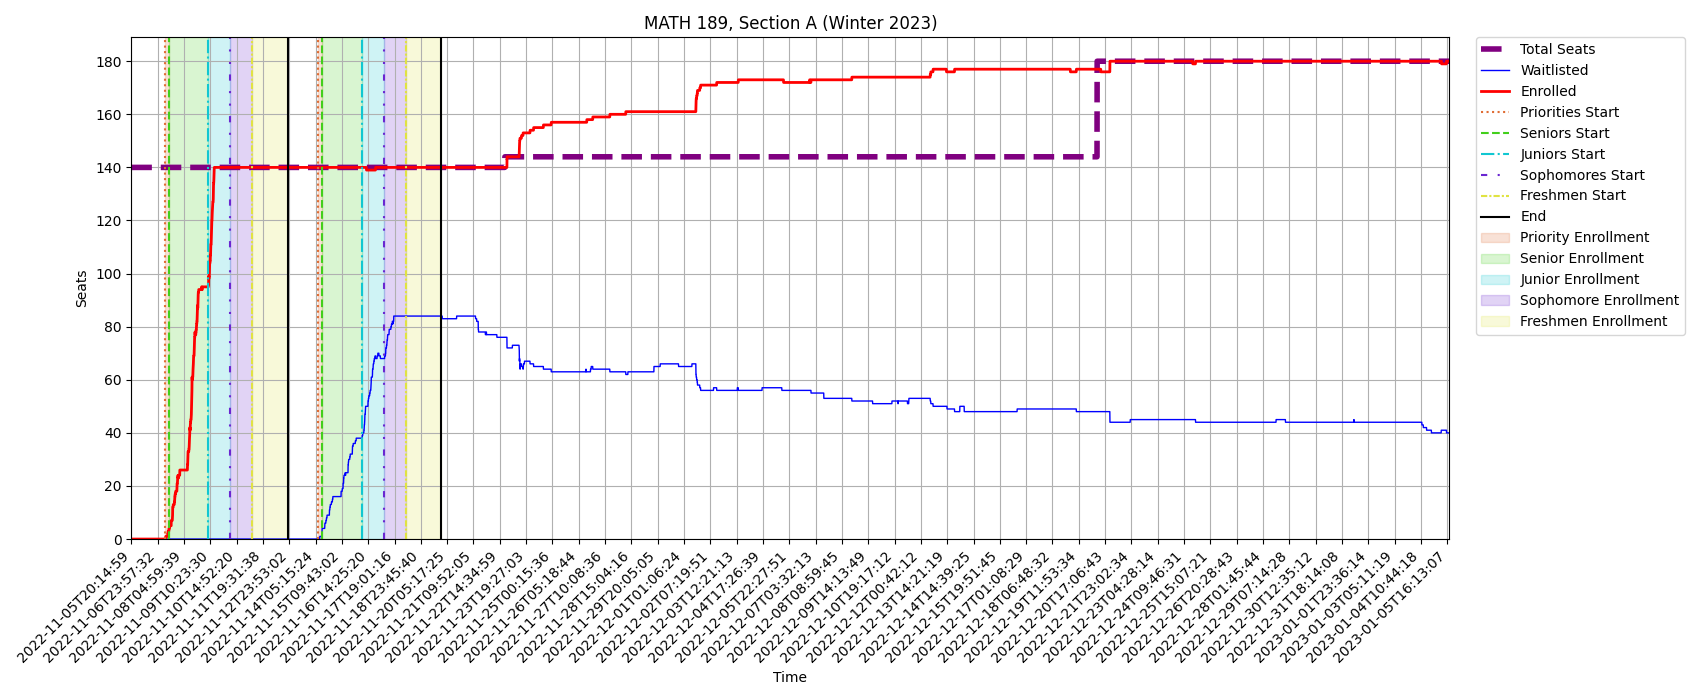 MATH 189, Section A (Winter 2023)
180
160
140
120
100
80
60
40
20
0
Seats
2022-11-05T20:14:59
2022-11-06T23:57:32
2022-11-08T04:59:39
2022-11-09T10:23:30
2022-11-10T14:52:20
2022-11-11T19:31:38
2022-11-12T23:53:02
2022-11-14T05:15:24
2022-11-15T09:43:02
2022-11-16T14:25:20
2022-11-17T19:01:16
2022-11-18T23:45:40
2022-11-20T05:17:25
2022-11-21T09:52:05
2022-11-22T14:34:59
2022-11-23T19:27:03
2022-11-25T00:15:36
2022-11-26T05:18:44
2022-11-27T10:08:36
2022-11-28T15:04:16
2022-11-29T20:05:05
2022-12-01T01:06:24
2022-12-02T07:19:51
2022-12-03T12:21:13
2022-12-04T17:26:39
2022-12-05T22:27:51
2022-12-07T03:32:13
2022-12-08T08:59:45
2022-12-09T14:13:49
2022-12-10T19:17:12
2022-12-12T00:42:12
2022-12-13T14:21:19
2022-12-14T14:39:25
2022-12-15T19:51:45
2022-12-17T01:08:29
2022-12-18T06:48:32
2022-12-19T11:53:34
2022-12-20T17:06:43
2022-12-21T23:02:34
2022-12-23T04:28:14
2022-12-24T09:46:31
2022-12-25T15:07:21
2022-12-26T20:28:43
2022-12-28T01:45:44
2022-12-29T07:14:28
2022-12-30T12:35:12
2022-12-31T18:14:08
2023-01-01T23:36:14
2023-01-03T05:11:19
2023-01-04T10:44:18
2023-01-05T16:13:07
Time
Total Seats
Waitlisted
Enrolled
Priorities Start
Seniors Start
Juniors Start
Sophomores Start
Freshmen Start
End
Priority Enrollment
Senior Enrollment
Junior Enrollment
Sophomore Enrollment
Freshmen Enrollment